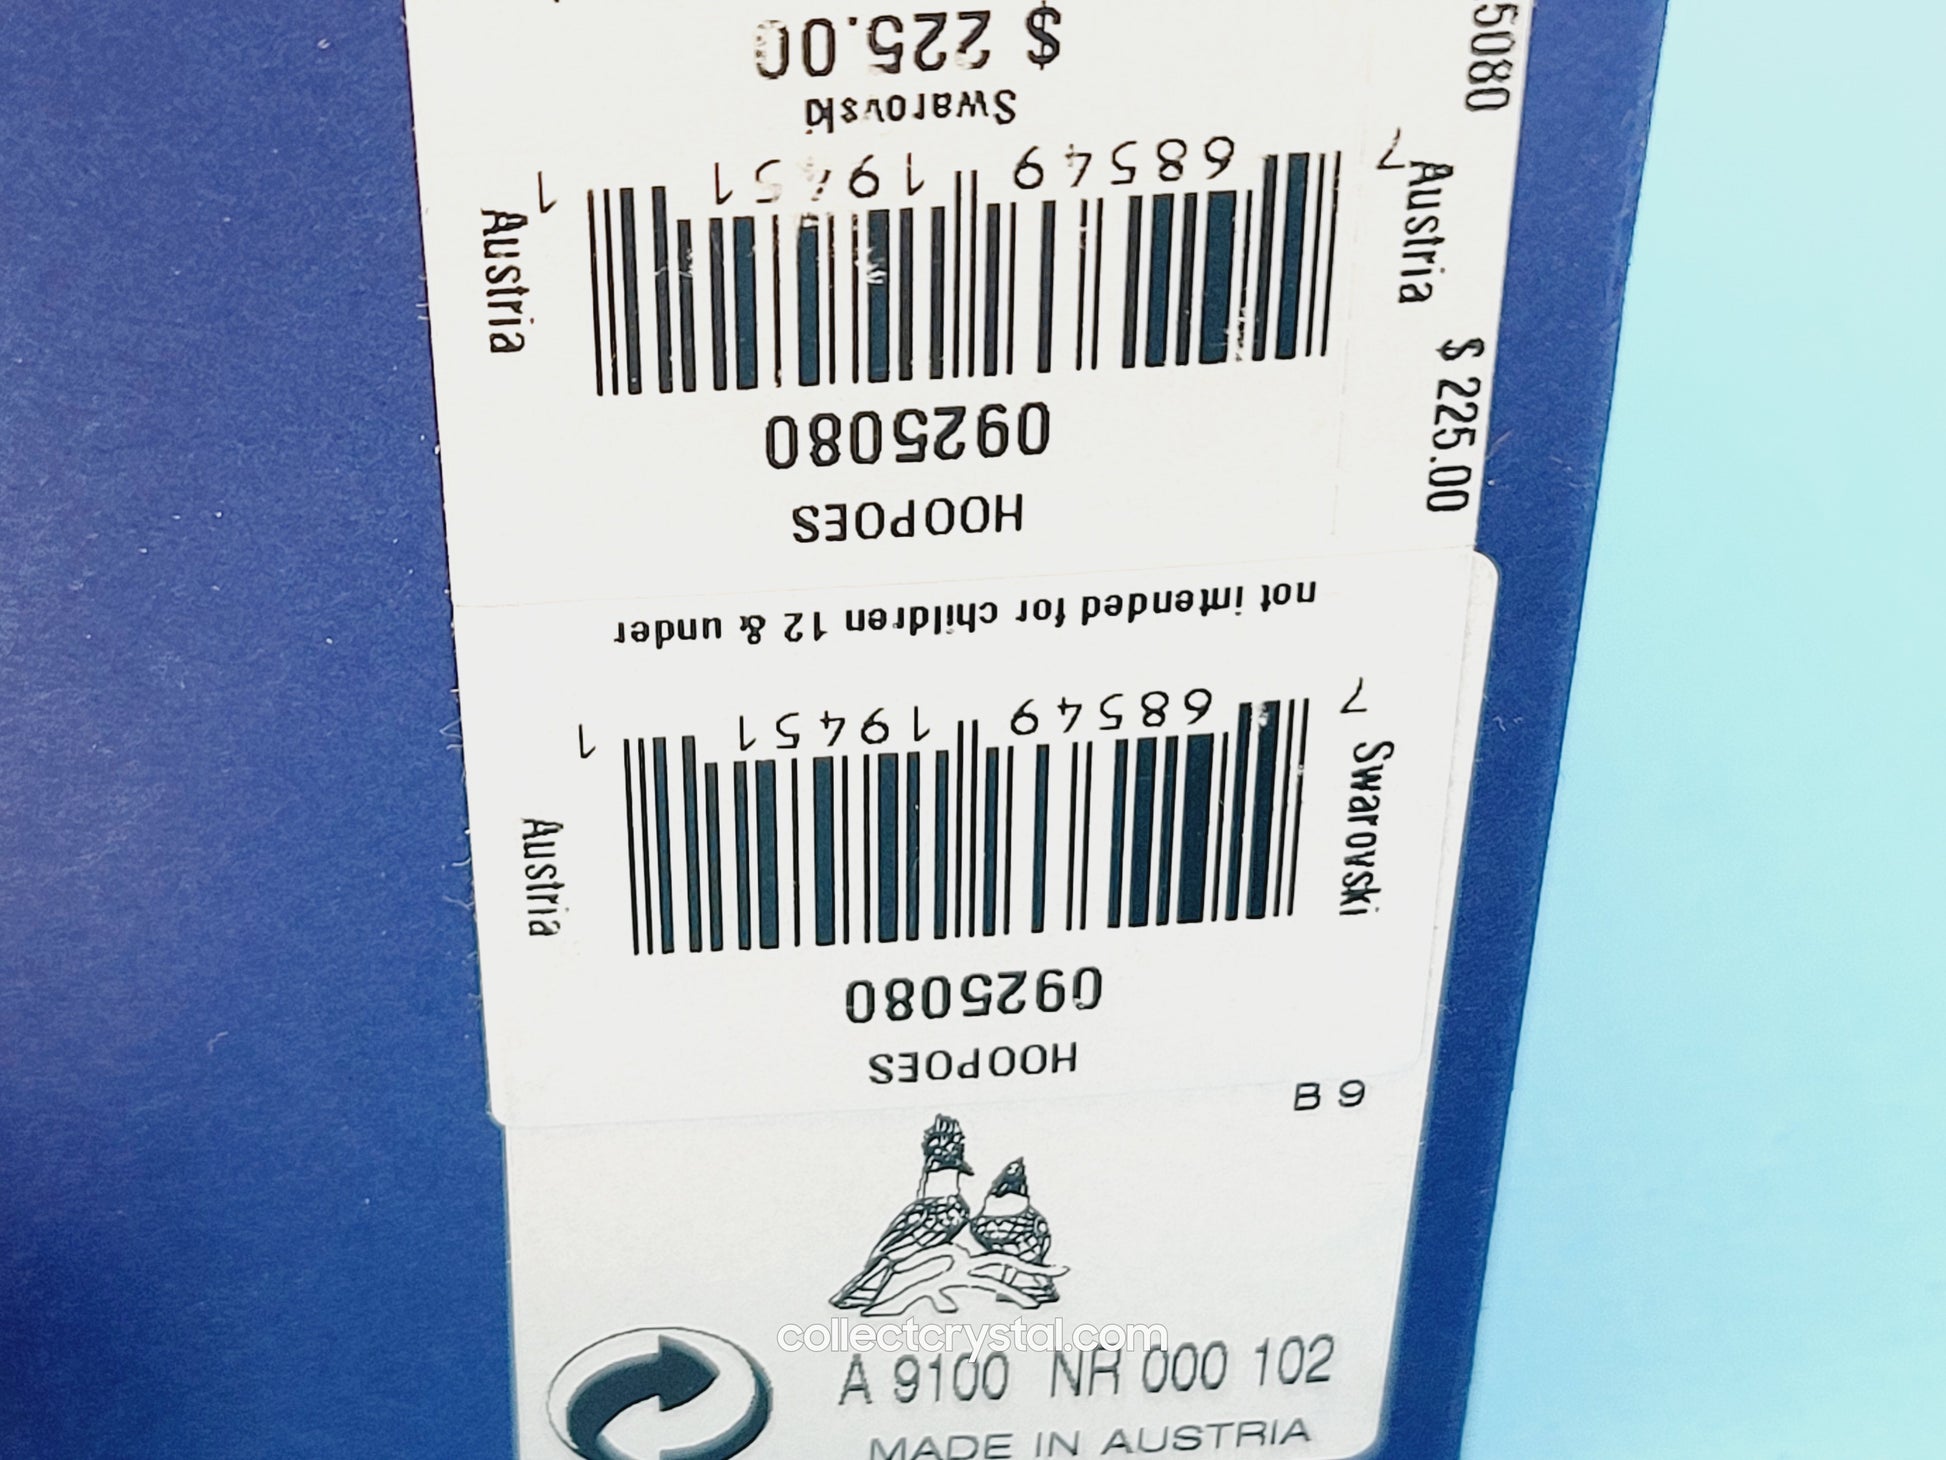 $ 225.00
Swarovski
7 68549 19451 1
Austria
Austria
0925080
HOOPOES
5080
$ 225.00
not intended for children 12 & under
7 68549 19451 1
Austria
Swarovski
0925080
HOOPOES
B 9
collectcrystal.com
A 9100 NR 000 102
MADE IN AUSTRIA